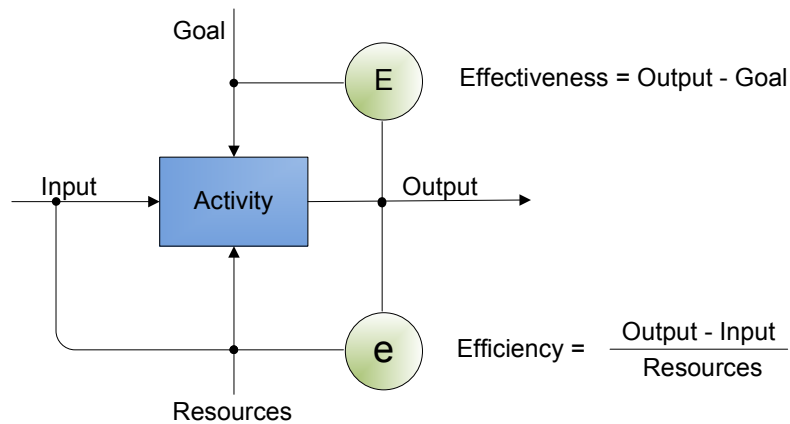 Goal
E
Effectiveness = Output - Goal
Input
Activity
Output
e
Efficiency =
Output - Input
Resources
Resources